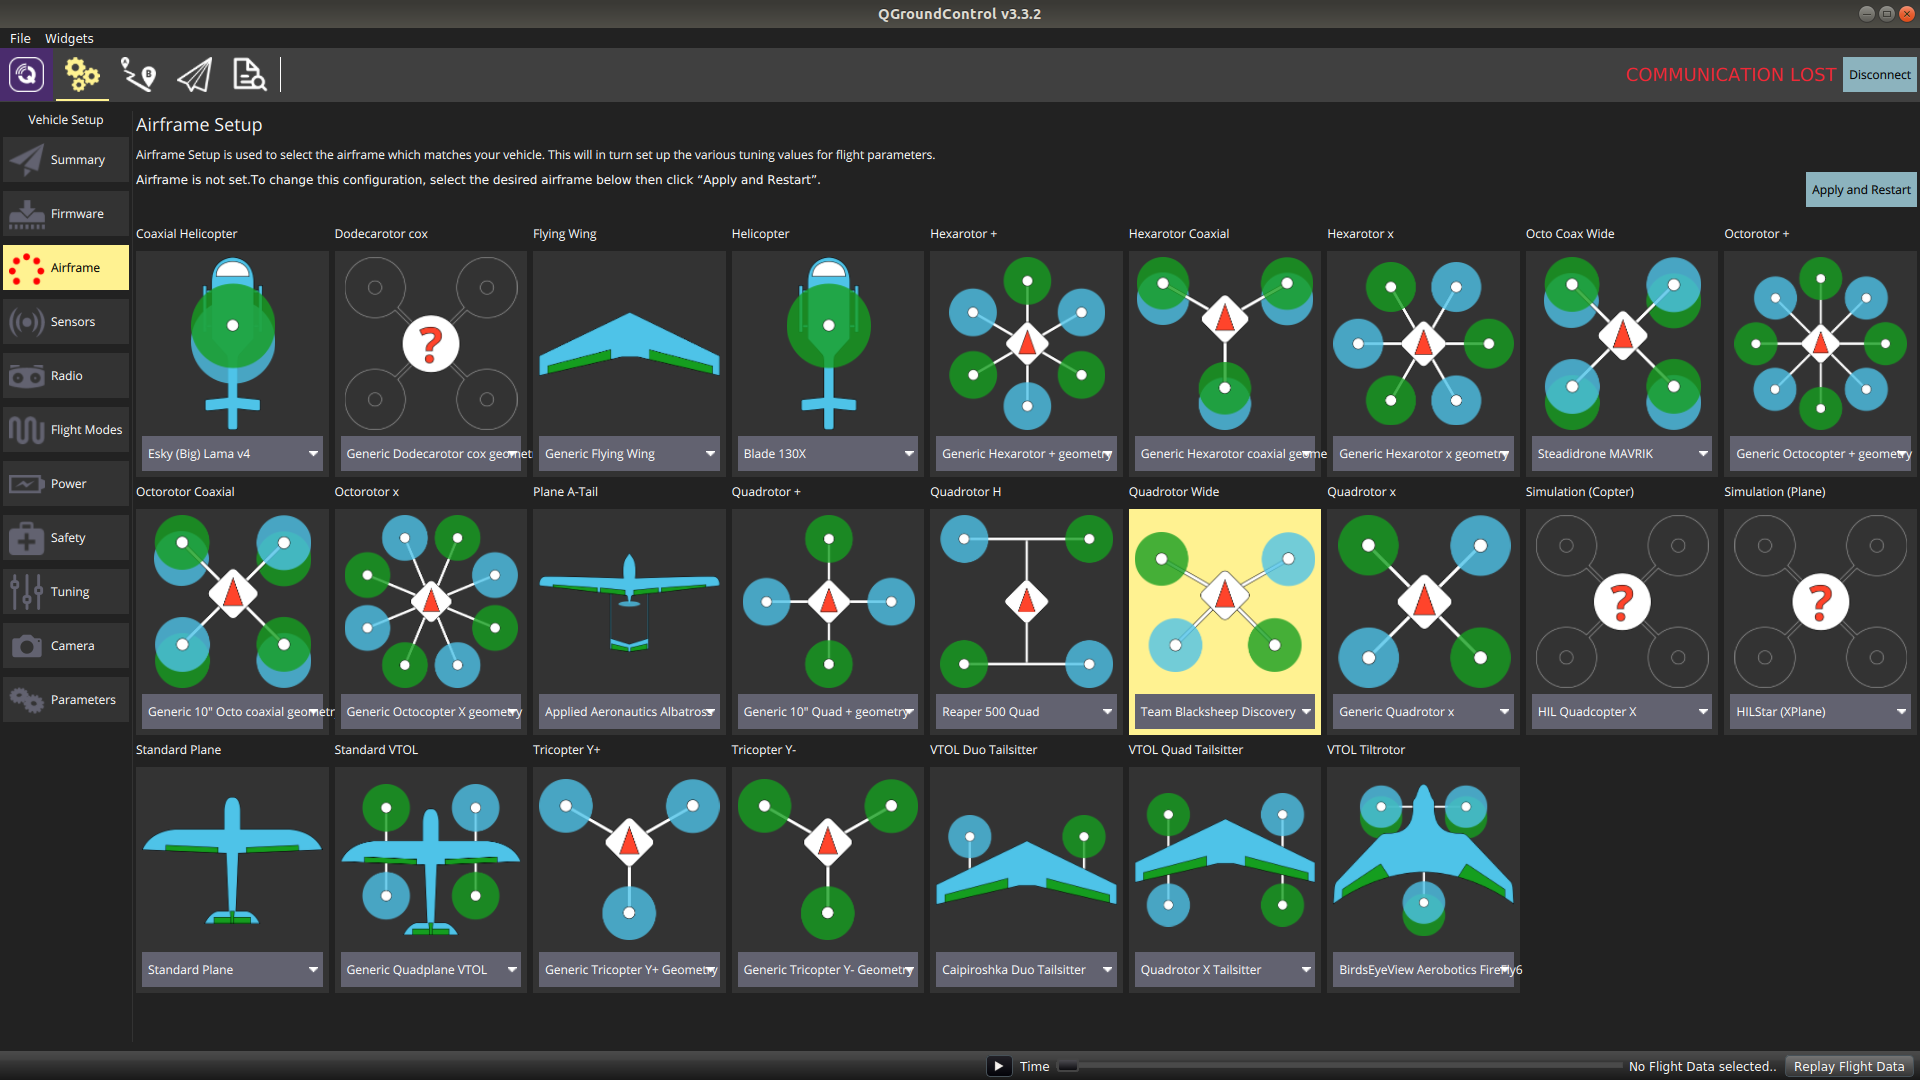 QGroundControl v3.3.2
File Widgets
COMMUNICATION LOST Disconnect
Vehicle Setup
Summary
Firmware
Airframe
Sensors
Radio
Flight Modes
Power
Safety
Tuning
Camera
Parameters
Airframe Setup
Airframe Setup is used to select the airframe which matches your vehicle. This will in turn set up the various tuning values for flight parameters.
Airframe is not set.To change this configuration, select the desired airframe below then click “Apply and Restart”.
Apply and Restart
Coaxial Helicopter Dodecarotor cox Flying Wing Helicopter Hexarotor + Hexarotor Coaxial Hexarotor x Octo Coax Wide Octorotor +
? 
Esky (Big) Lama v4 Generic Dodecarotor cox geomet Generic Flying Wing Blade 130X Generic Hexarotor + geometry Generic Hexarotor coaxial geome Generic Hexarotor x geometry Steadidrone MAVRIK Generic Octocopter + geometry
Octorotor Coaxial Octorotor x Plane A-Tail Quadrotor + Quadrotor H Quadrotor Wide Quadrotor x Simulation (Copter) Simulation (Plane)
? ?
Generic 10" Octo coaxial geometr Generic Octocopter X geometry Applied Aeronautics Albatross Generic 10" Quad + geometry Reaper 500 Quad Team Blacksheep Discovery Generic Quadrotor x HIL Quadcopter X HILStar (XPlane)
Standard Plane Standard VTOL Tricopter Y+ Tricopter Y- VTOL Duo Tailsitter VTOL Quad Tailsitter VTOL Tiltrotor
Standard Plane Generic Quadplane VTOL Generic Tricopter Y+ Geometry Generic Tricopter Y- Geometry Caipiroshka Duo Tailsitter Quadrotor X Tailsitter BirdsEyeView Aerobotics Firefly6
Time No Flight Data selected.. Replay Flight Data